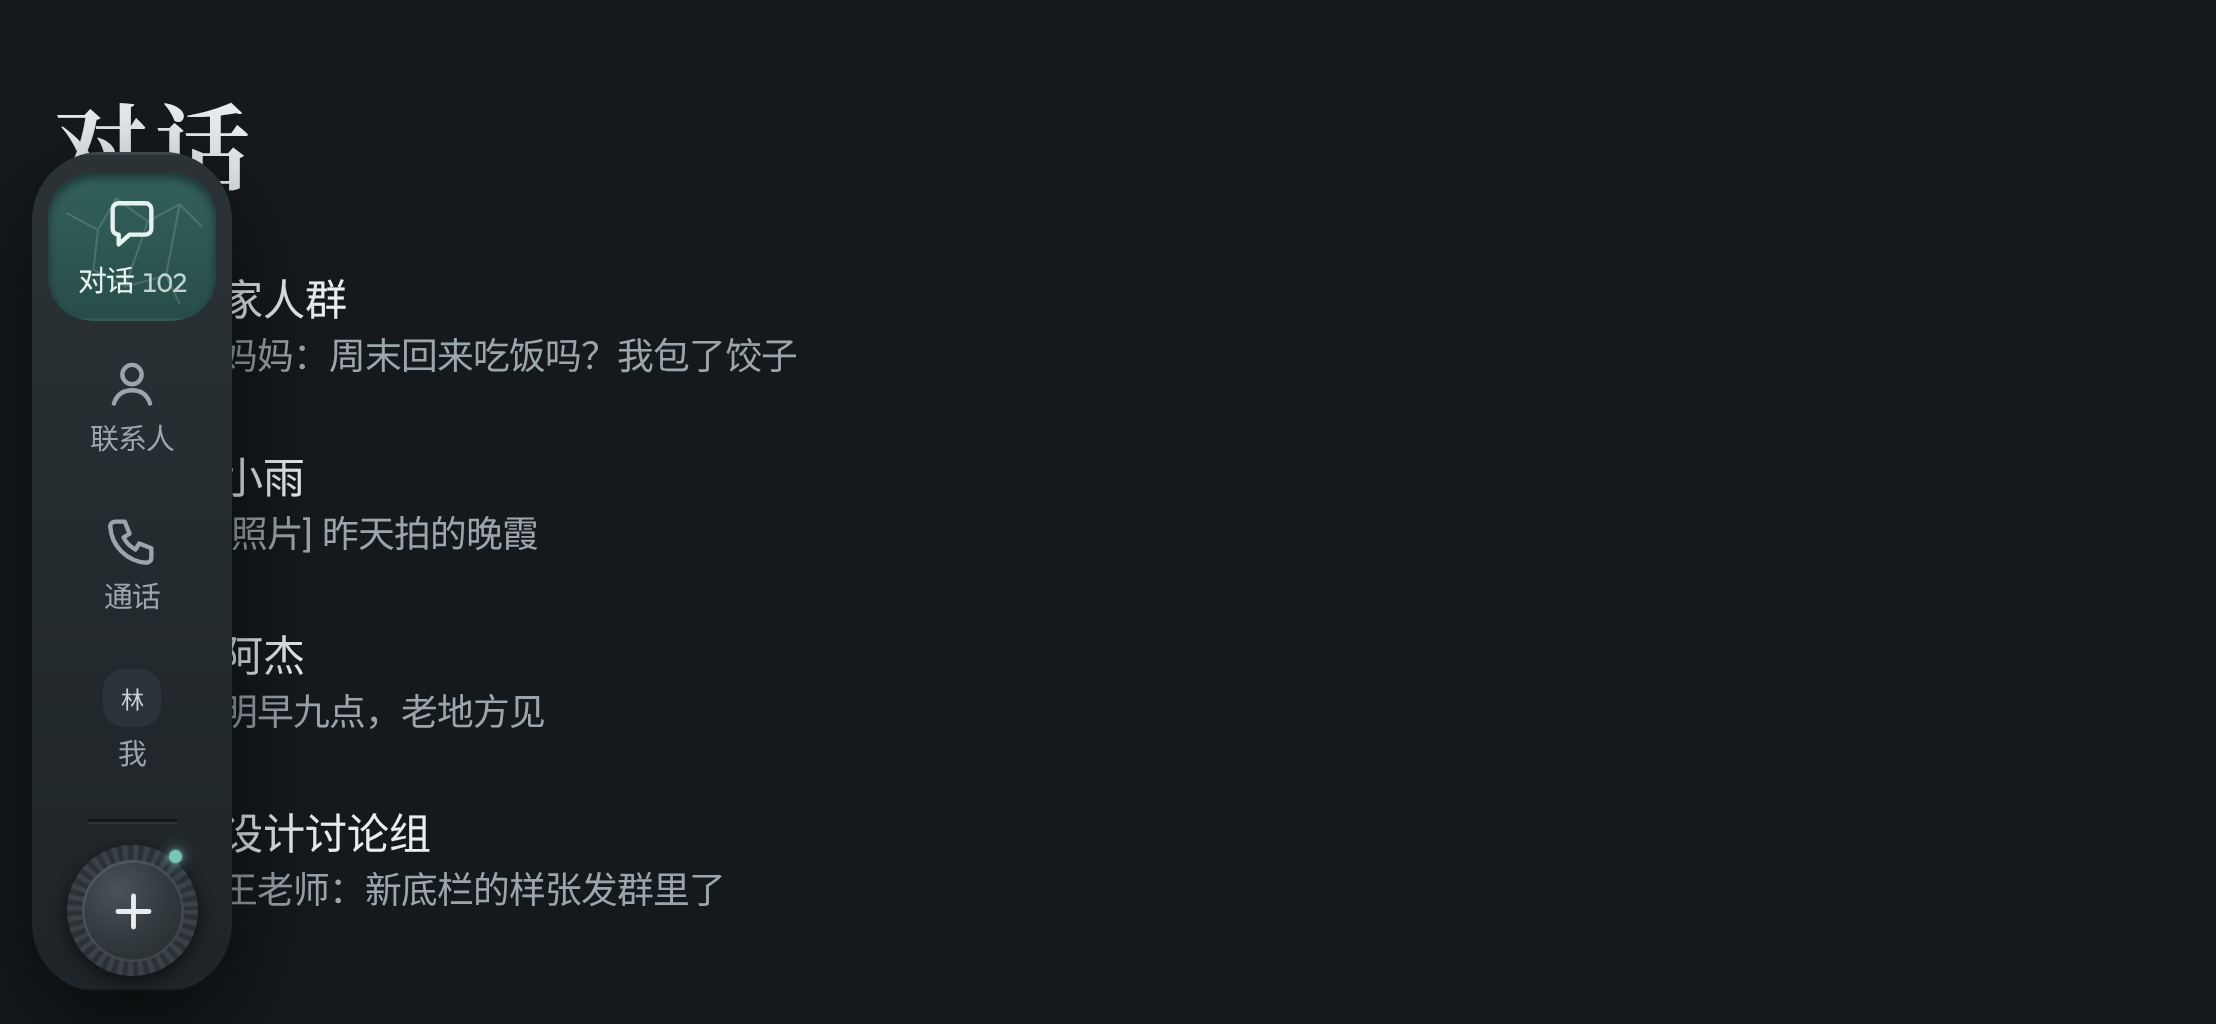 对话
对话 102
联系人
通话
林
我
家人群
妈妈：周末回来吃饭吗？我包了饺子
小雨
照片] 昨天拍的晚霞
阿杰
明早九点，老地方见
设计讨论组
王老师：新底栏的样张发群里了